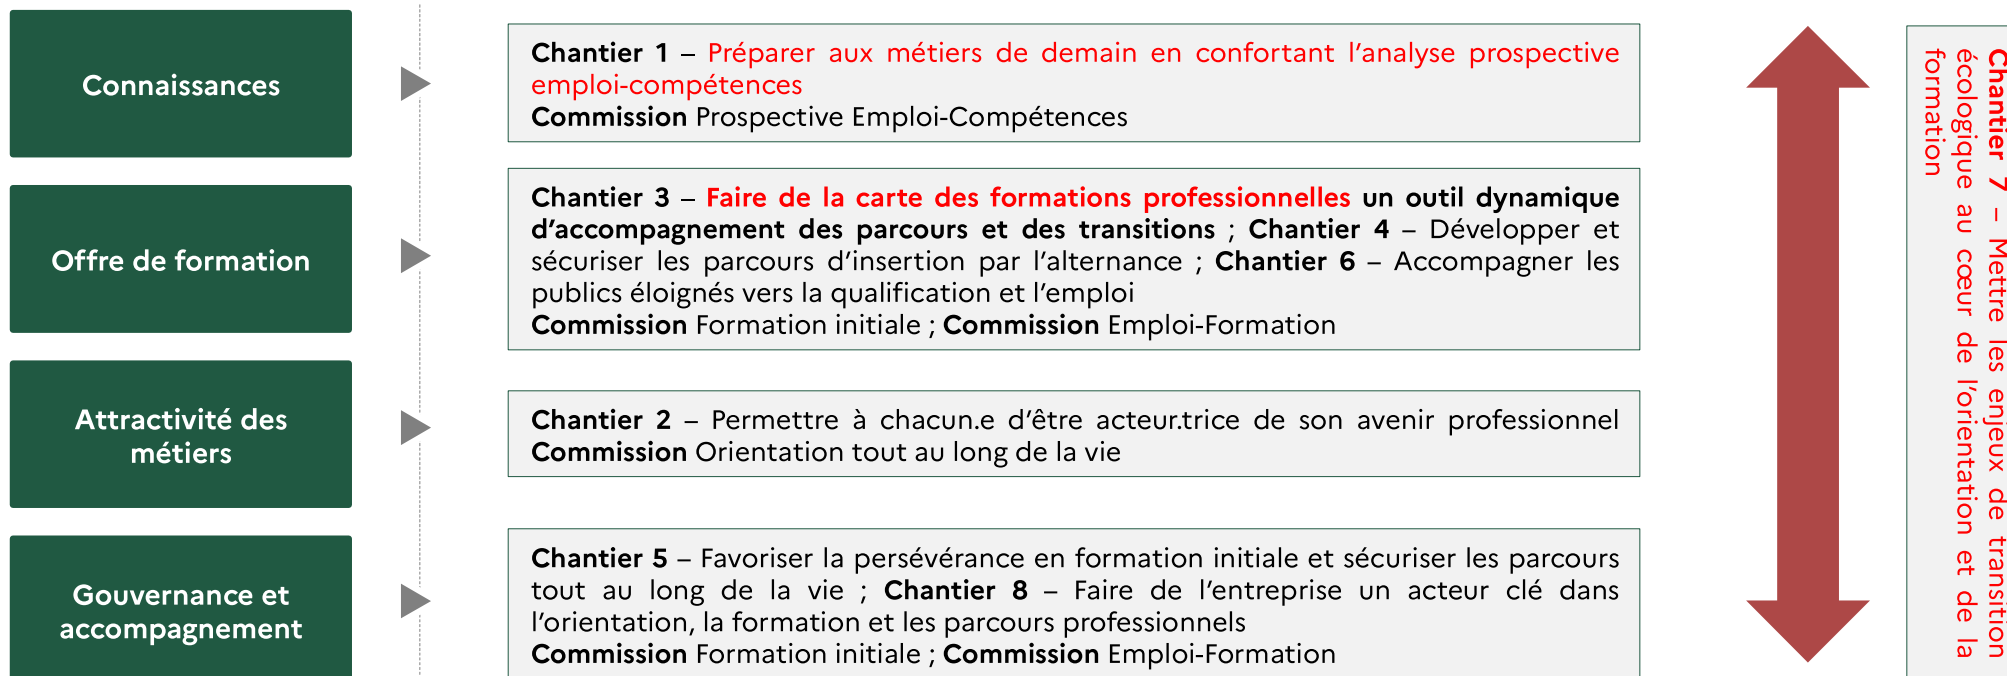 Connaissances
Chantier 1 – Préparer aux métiers de demain en confortant l’analyse prospective
emploi-compétences
Commission Prospective Emploi-Compétences
Offre de formation
Chantier 3 – Faire de la carte des formations professionnelles un outil dynamique
d’accompagnement des parcours et des transitions ; Chantier 4 – Développer et
sécuriser les parcours d’insertion par l’alternance ; Chantier 6 – Accompagner les
publics éloignés vers la qualification et l’emploi
Commission Formation initiale ; Commission Emploi-Formation
Attractivité des
métiers
Chantier 2 – Permettre à chacun.e d’être acteur.trice de son avenir professionnel
Commission Orientation tout au long de la vie
Gouvernance et
accompagnement
Chantier 5 – Favoriser la persévérance en formation initiale et sécuriser les parcours
tout au long de la vie ; Chantier 8 – Faire de l’entreprise un acteur clé dans
l’orientation, la formation et les parcours professionnels
Commission Formation initiale ; Commission Emploi-Formation
Chantier 7 – Mettre les enjeux de transition
écologique au cœur de l’orientation et de la
formation